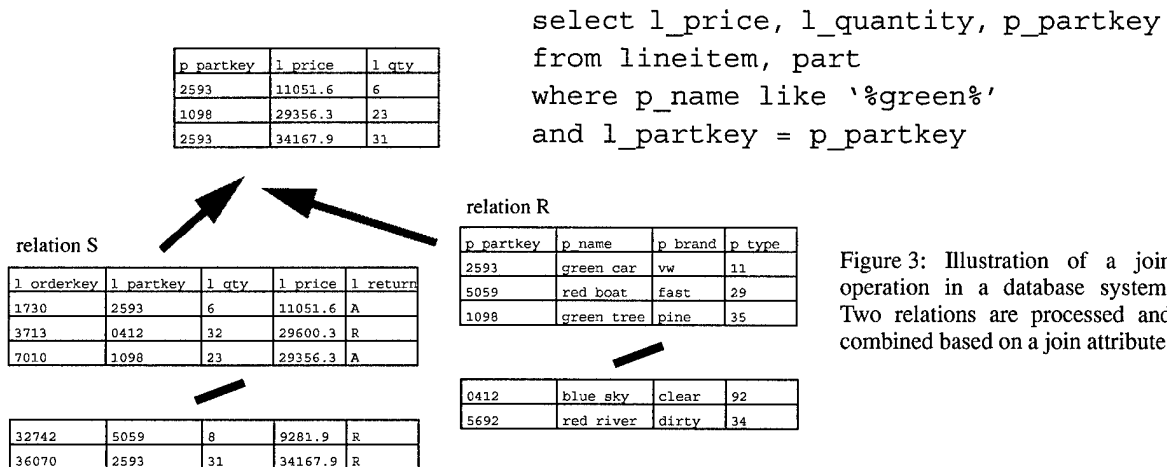 select l_price, l_quantity, p_partkey
from lineitem, part
where p_name like '%green%'
and l_partkey = p_partkey
p partkey l price l qty
2593 11051.6 6
1098 29356.3 23
2593 34167.9 31
relation S
l orderkey l partkey l qty l price l return
1730 2593 6 11051.6 A
3713 0412 32 29600.3 R
7010 1098 23 29356.3 A
32742 5059 8 9281.9 R
36070 2593 31 34167.9 R
relation R
p partkey p name p brand p type
2593 green car vw 11
5059 red boat fast 29
1098 green tree pine 35
0412 blue sky clear 92
5692 red river dirty 34
Figure 3: Illustration of a join
operation in a database system
Two relations are processed and
combined based on a join attribute